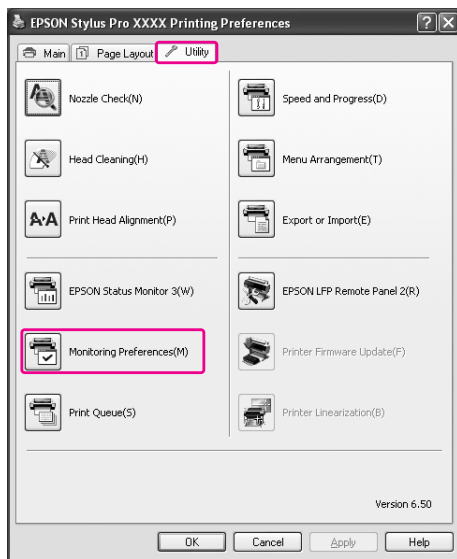 EPSON Stylus Pro XXXX Printing Preferences
Main
1
Page Layout
Utility
Nozzle Check(N)
Speed and Progress(D)
Head Cleaning(H)
Menu Arrangement(T)
A:A
Print Head Alignment(P)
Export or Import(E)
EPSON Status Monitor 3(W)
EPSON LFP Remote Panel 2(R)
Monitoring Preferences(M)
Printer Firmware Update(F)
Print Queue(S)
Printer Linearization(B)
Version 6.50
OK
Cancel
Apply
Help